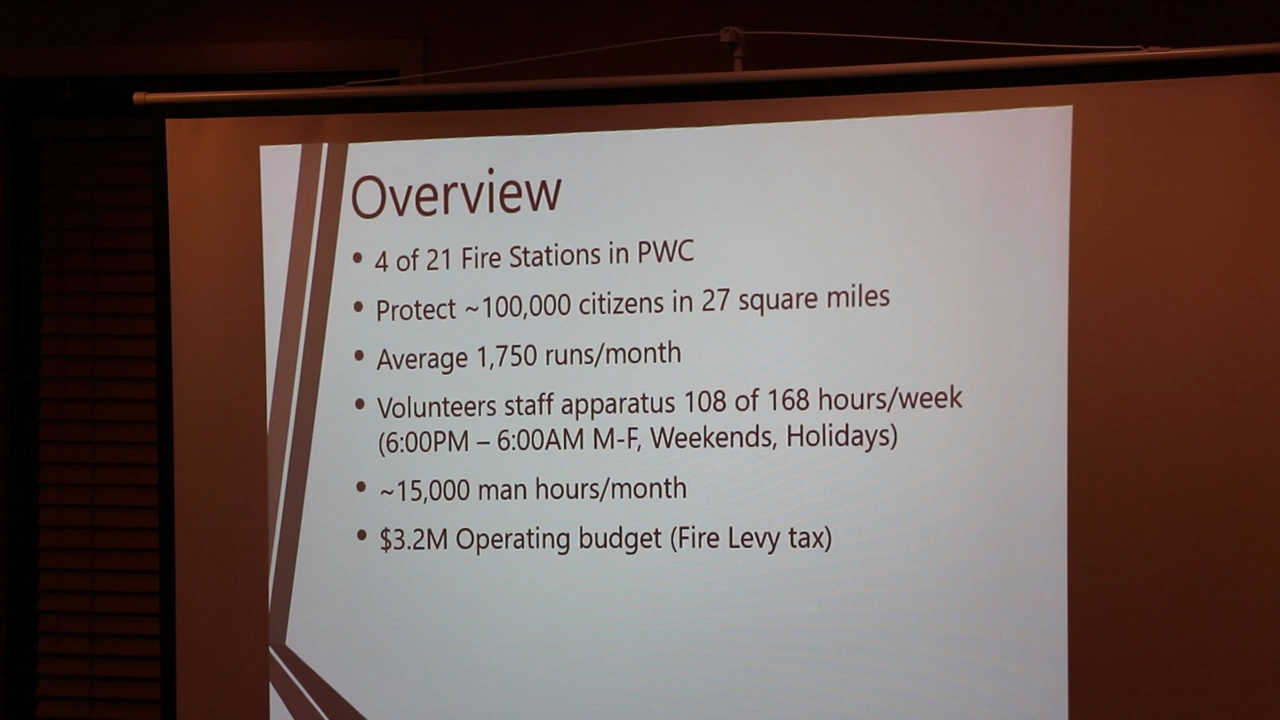 Overview
• 4 of 21 Fire Stations in PWC
• Protect ~100,000 citizens in 27 square miles
• Average 1,750 runs/month
• Volunteers staff apparatus 108 of 168 hours/week
(6:00PM – 6:00AM M-F, Weekends, Holidays)
• ~15,000 man hours/month
• $3.2M Operating budget (Fire Levy tax)